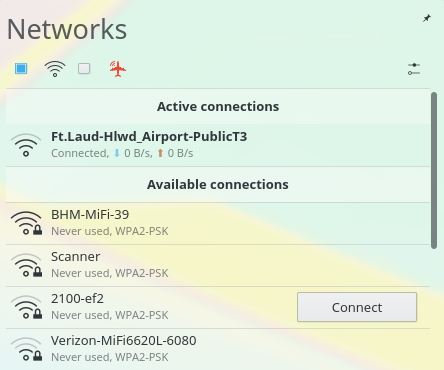 Networks
Active connections
Ft.Laud-Hlwd_Airport-PublicT3
Connected, ⬇ 0 B/s, ⬆ 0 B/s
Available connections
BHM-MiFi-39
Never used, WPA2-PSK
Scanner
Never used, WPA2-PSK
2100-ef2
Never used, WPA2-PSK
Connect
Verizon-MiFi6620L-6080
Never used, WPA2-PSK